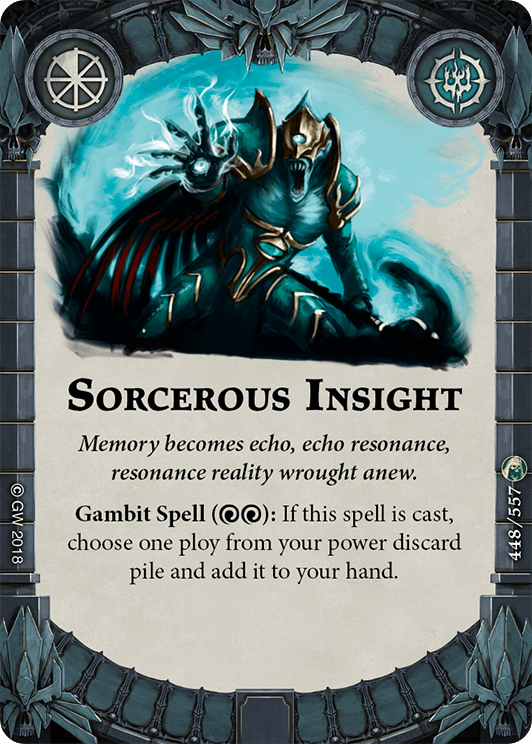 SORCEROUS INSIGHT
Memory becomes echo, echo resonance,
resonance reality wrought anew.
Gambit Spell (): If this spell is cast,
choose one ploy from your power discard
pile and add it to your hand.
© GW 2018
448/557